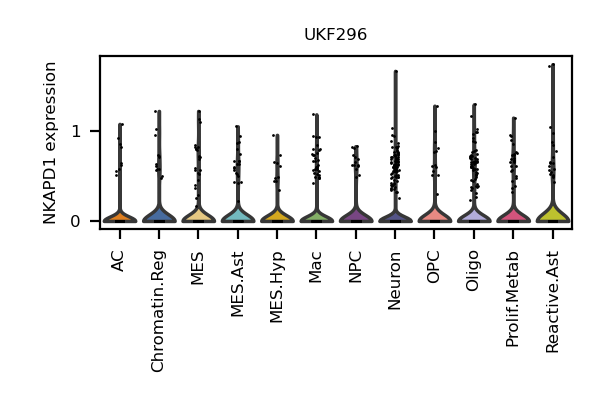 UKF296
NKAPD1 expression
1
0
AC
Chromatin.Reg
MES
MES.Ast
MES.Hyp
Mac
NPC
Neuron
OPC
Oligo
Prolif.Metab
Reactive.Ast